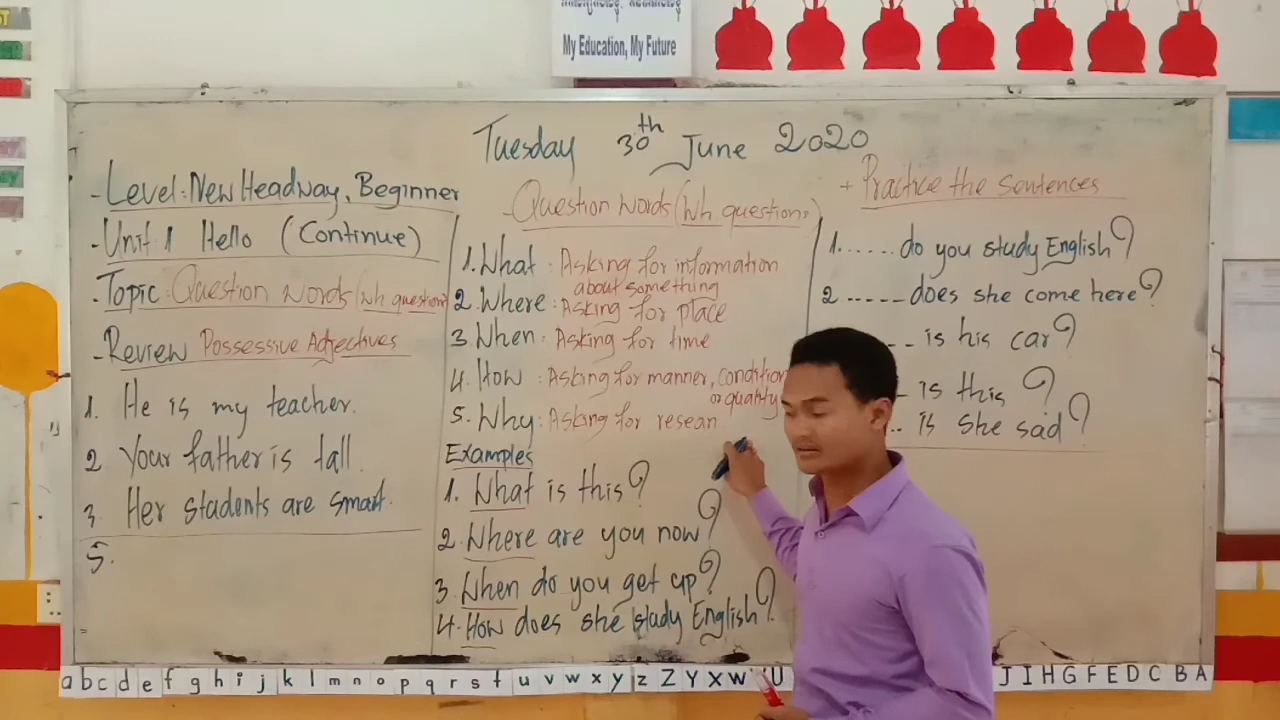 My Education, My Future
Tuesday 30th June 2020
- Level: New Headway, Beginner
- Unit 1 Hello (Continue)
- Topic: Question words (Wh question)
- Review Possessive Adjectives
1. He is my teacher.
2 Your father is tall.
3. Her students are smart.
5.
- Question words (Wh questions)
1. What : Asking for information
about something
2. Where : Asking for place
3. When : Asking for time
4. How : Asking for manner, condition
or quality
5. Why : Asking for resean
Examples
1. What is this?
2. Where are you now?
3. When do you get up?
4. How does she study English?
+ Practice the Sentences
1...... do you study English?
2 ...... does she come here?
is his car?
is this ?
is she sad?
a b c d e f g h i j k l m n o p q r s t u v w x y z Z Y X W U
J I H G F E D C B A